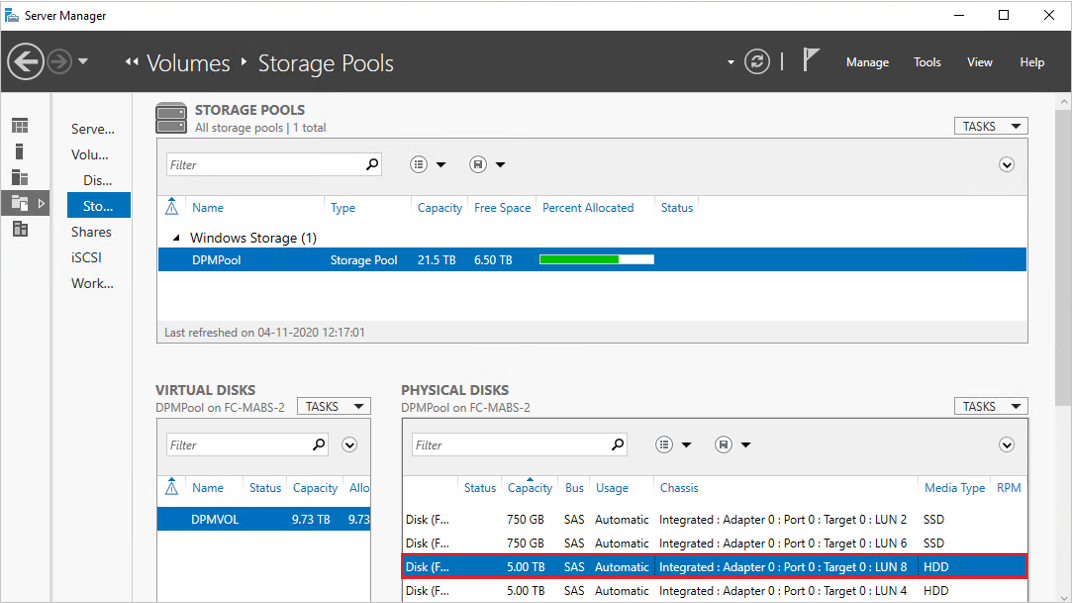 Server Manager
Volumes Storage Pools
Manage Tools View Help
Serve...
Volu...
Dis...
Sto...
Shares
iSCSI
Work...
STORAGE POOLS
All storage pools | 1 total
TASKS
Filter
Name Type Capacity Free Space Percent Allocated Status
Windows Storage (1)
DPMPool Storage Pool 21.5 TB 6.50 TB
Last refreshed on 04-11-2020 12:17:01
VIRTUAL DISKS
DPMPool on FC-MABS-2
TASKS
Filter
Name Status Capacity Allo
DPMVOL 9.73 TB 9.73
PHYSICAL DISKS
DPMPool on FC-MABS-2
TASKS
Filter
Status Capacity Bus Usage Chassis Media Type RPM
Disk (F... 750 GB SAS Automatic Integrated : Adapter 0 : Port 0 : Target 0 : LUN 2 SSD
Disk (F... 750 GB SAS Automatic Integrated : Adapter 0 : Port 0 : Target 0 : LUN 6 SSD
Disk (F... 5.00 TB SAS Automatic Integrated : Adapter 0 : Port 0 : Target 0 : LUN 8 HDD
Disk (F... 5.00 TB SAS Automatic Integrated : Adapter 0 : Port 0 : Target 0 : LUN 4 HDD